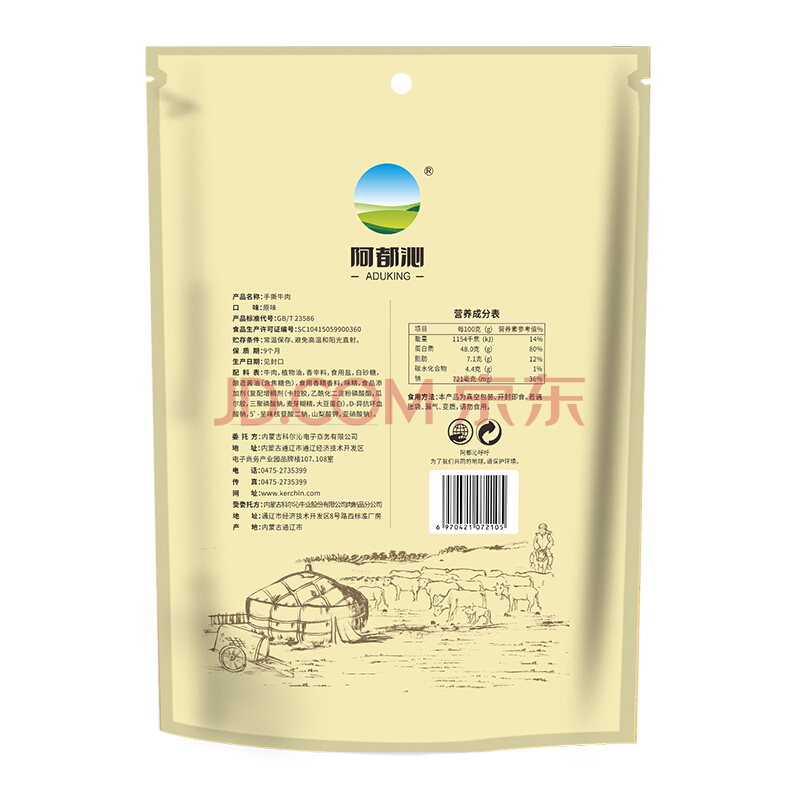 ®
阿都沁
— ADUKING —
产品名称:手撕牛肉
口　　味:原味
产品标准代号:GB/T 23586
食品生产许可证编号:SC10415059900360
贮存条件:常温保存、避免高温和阳光直射。
保 质 期:9个月
生产日期:见封口
配 料 表:牛肉，植物油，香辛料，食用盐，白砂糖，
酿造酱油(含焦糖色)，食用香精香料，味精，食品添
加剂(复配增稠剂(卡拉胶，乙酰化二淀粉磷酸酯，瓜
尔胶，三聚磷酸钠，麦芽糊精，大豆蛋白)，D-异抗坏血
酸钠，5'-呈味核苷酸二钠，山梨酸钾，亚硝酸钠)。
委 托 方:内蒙古科尔沁电子商务有限公司
地　　址:内蒙古通辽市通辽经济技术开发区
电子商务产业园品牌楼107、108室
电　　话:0475-2735399
传　　真:0475-2735399
网　　址:www.kerchin.com
受委托方:内蒙古科尔沁牛业股份有限公司肉制品分公司
地　　址:通辽市经济技术开发区8号路西标准厂房
产　　地:内蒙古通辽市
营养成分表
项目 每100克 (g) 营养素参考值%
能量 1154千焦 (kJ) 14%
蛋白质 48.0克 (g) 80%
脂肪 7.1克 (g) 12%
碳水化合物 4.4克 (g) 1%
钠 721毫克 (mg) 36%
食用方法:本产品为真空包装、开封即食，若遇
胀袋、漏气、变质，请勿食用。
阿都沁呼吁
为了我们共同的地球，请保护环境。
6 970421 072105
JD.COM 京东